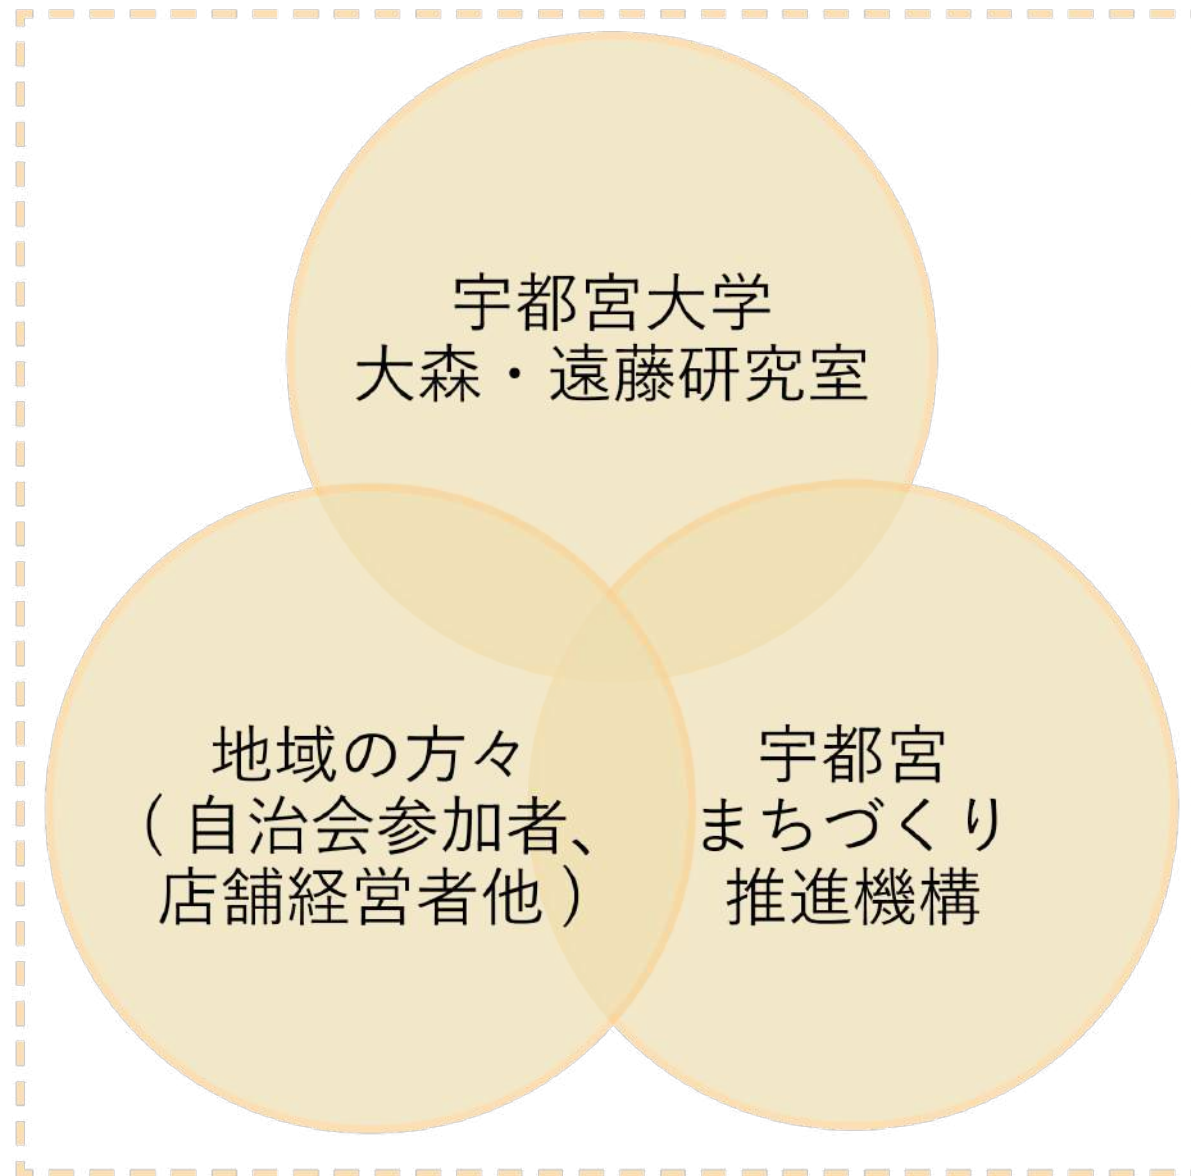 宇都宮大学
大森・遠藤研究室
地域の方々
（自治会参加者、
店舗経営者他）
宇都宮
まちづくり
推進機構